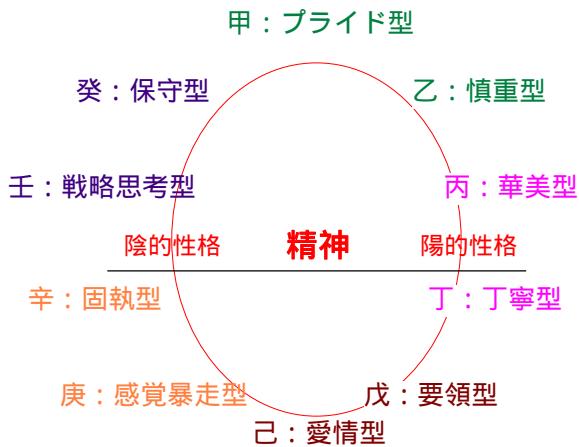 甲：プライド型
癸：保守型
乙：慎重型
壬：戦略思考型
丙：華美型
陰的性格
精神
陽的性格
辛：固執型
丁：丁寧型
庚：感覚暴走型
戊：要領型
己：愛情型